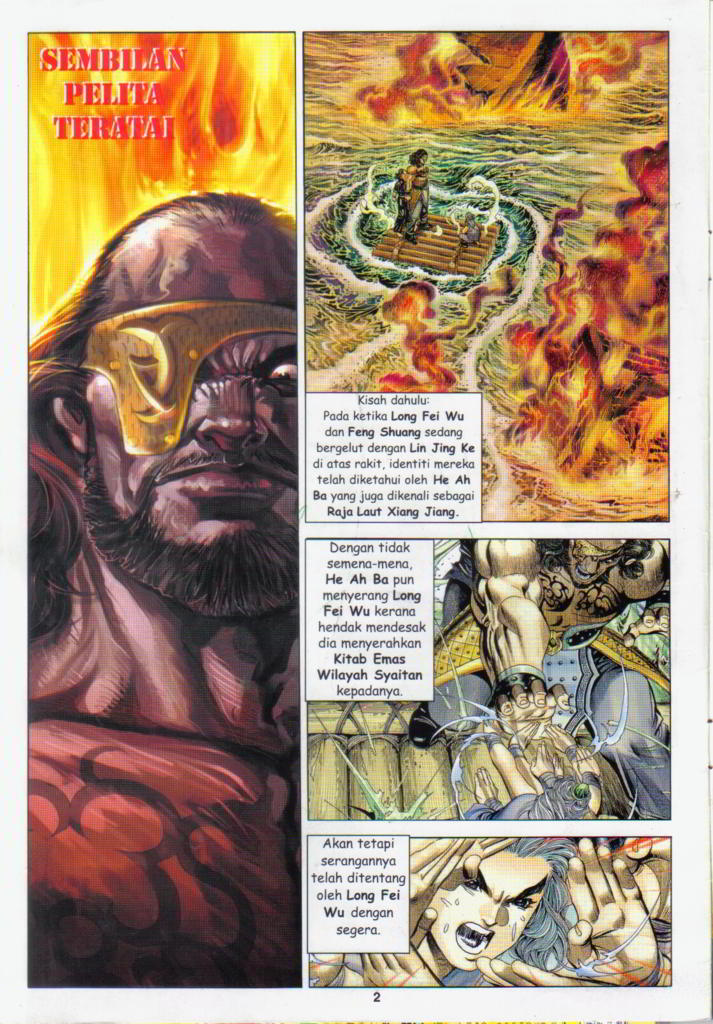 SEMBILAN
PELITA
TERATAI
Kisah dahulu:
Pada ketika Long Fei Wu
dan Feng Shuang sedang
bergelut dengan Lin Jing Ke
di atas rakit, identiti mereka
telah diketahui oleh He Ah
Ba yang juga dikenali sebagai
Raja Laut Xiang Jiang.
Dengan tidak
semena-mena,
He Ah Ba pun
menyerang Long
Fei Wu kerana
hendak mendesak
dia menyerahkan
Kitab Emas
Wilayah Syaitan
kepadanya.
Akan tetapi
serangannya
telah ditentang
oleh Long Fei
Wu dengan
segera.
2